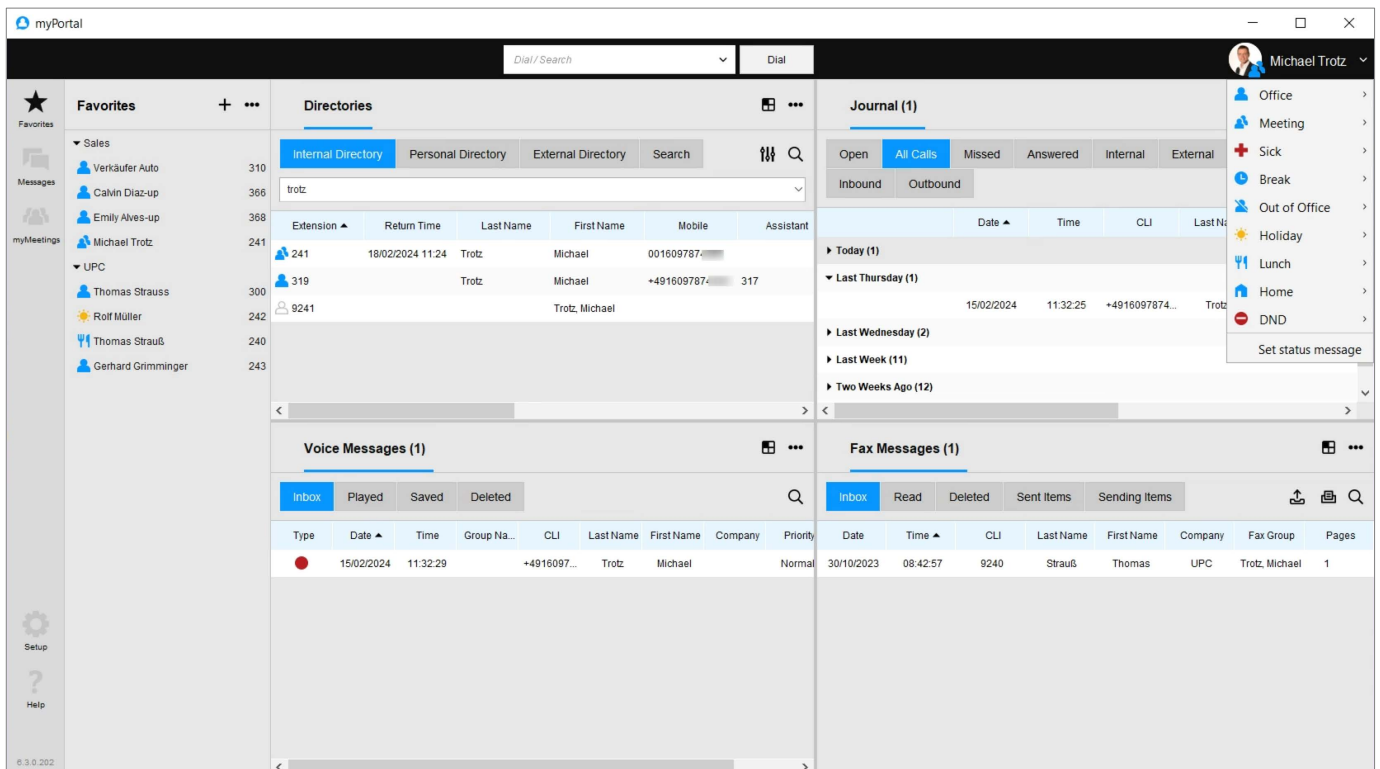 myPortal
Dial / Search
Dial
Michael Trotz
Favorites
Messages
myMeetings
Setup
Help
6.3.0.202
Favorites
Sales
Verkäufer Auto 310
Calvin Diaz-up 366
Emily Alves-up 368
Michael Trotz 241
UPC
Thomas Strauss 300
Rolf Müller 242
Thomas Strauß 240
Gerhard Grimminger 243
Directories
Internal Directory Personal Directory External Directory Search
trotz
Extension Return Time Last Name First Name Mobile Assistant
241 18/02/2024 11:24 Trotz Michael 001609787
319 Trotz Michael +491609787 317
9241 Trotz, Michael
Journal (1)
Open All Calls Missed Answered Internal External
Inbound Outbound
Date Time CLI Last Na
Today (1)
Last Thursday (1)
15/02/2024 11:32:25 +4916097874... Trotz
Last Wednesday (2)
Last Week (11)
Two Weeks Ago (12)
Office
Meeting
Sick
Break
Out of Office
Holiday
Lunch
Home
DND
Set status message
Voice Messages (1)
Inbox Played Saved Deleted
Type Date Time Group Na... CLI Last Name First Name Company Priority
15/02/2024 11:32:29 +4916097... Trotz Michael Normal
Fax Messages (1)
Inbox Read Deleted Sent Items Sending Items
Date Time CLI Last Name First Name Company Fax Group Pages
30/10/2023 08:42:57 9240 Strauß Thomas UPC Trotz, Michael 1